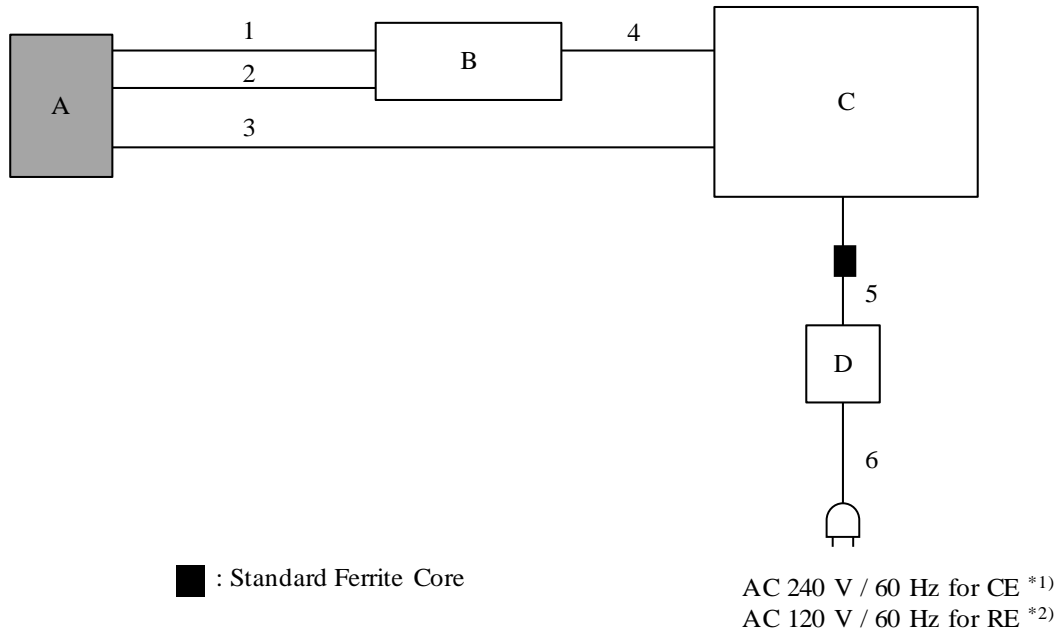 1
4
A
B
C
2
3
5
D
6
: Standard Ferrite Core
AC 240 V / 60 Hz for CE *1)
AC 120 V / 60 Hz for RE *2)